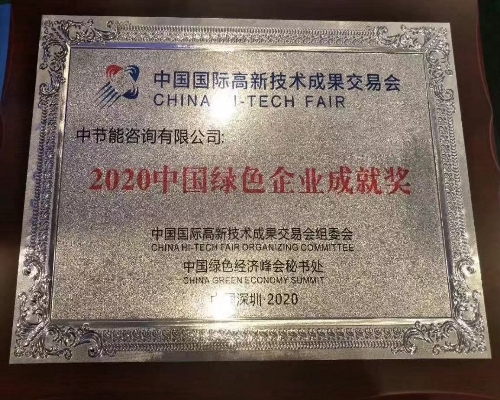 中国国际高新技术成果交易会
CHINA HI-TECH FAIR
中节能咨询有限公司:
2020中国绿色企业成就奖
中国国际高新技术成果交易会组委会
CHINA HI-TECH FAIR ORGANIZING COMMITTEE
中国绿色经济峰会秘书处
CHINA GREEN ECONOMY SUMMIT
中国深圳 2020